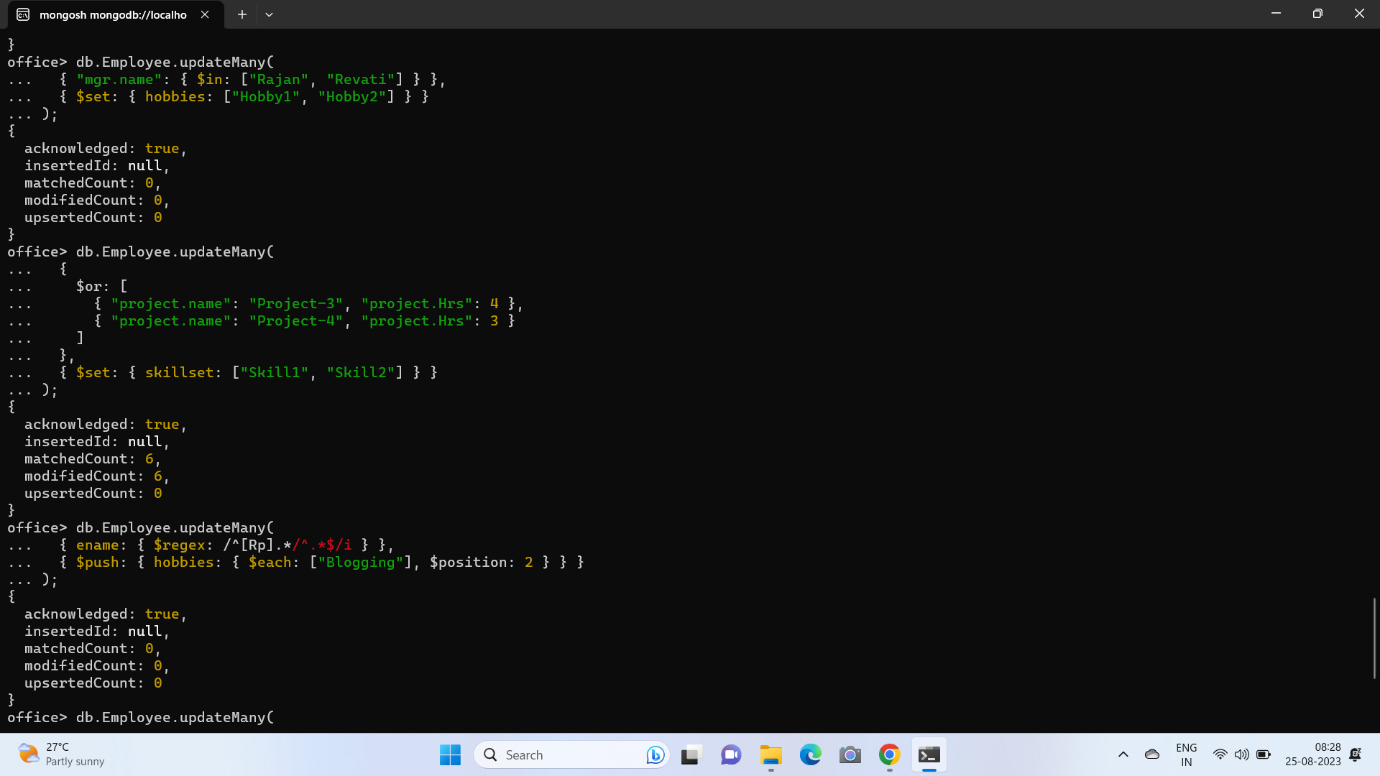 mongosh mongodb://localho
}
office> db.Employee.updateMany(
...   { "mgr.name": { $in: ["Rajan", "Revati"] } },
...   { $set: { hobbies: ["Hobby1", "Hobby2"] } }
... );
{
  acknowledged: true,
  insertedId: null,
  matchedCount: 0,
  modifiedCount: 0,
  upsertedCount: 0
}
office> db.Employee.updateMany(
...   {
...     $or: [
...       { "project.name": "Project-3", "project.Hrs": 4 },
...       { "project.name": "Project-4", "project.Hrs": 3 }
...     ]
...   },
...   { $set: { skillset: ["Skill1", "Skill2"] } }
... );
{
  acknowledged: true,
  insertedId: null,
  matchedCount: 6,
  modifiedCount: 6,
  upsertedCount: 0
}
office> db.Employee.updateMany(
...   { ename: { $regex: /^[Rp].*/^.*$/i } },
...   { $push: { hobbies: { $each: ["Blogging"], $position: 2 } } }
... );
{
  acknowledged: true,
  insertedId: null,
  matchedCount: 0,
  modifiedCount: 0,
  upsertedCount: 0
}
office> db.Employee.updateMany(
27°C
Partly sunny
Search
ENG
IN
08:28
25-08-2023